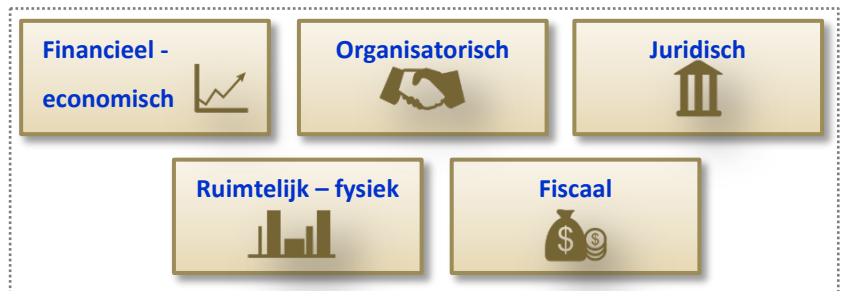 Financieel -
economisch
Organisatorisch
Juridisch
Ruimtelijk – fysiek
Fiscaal
$
$